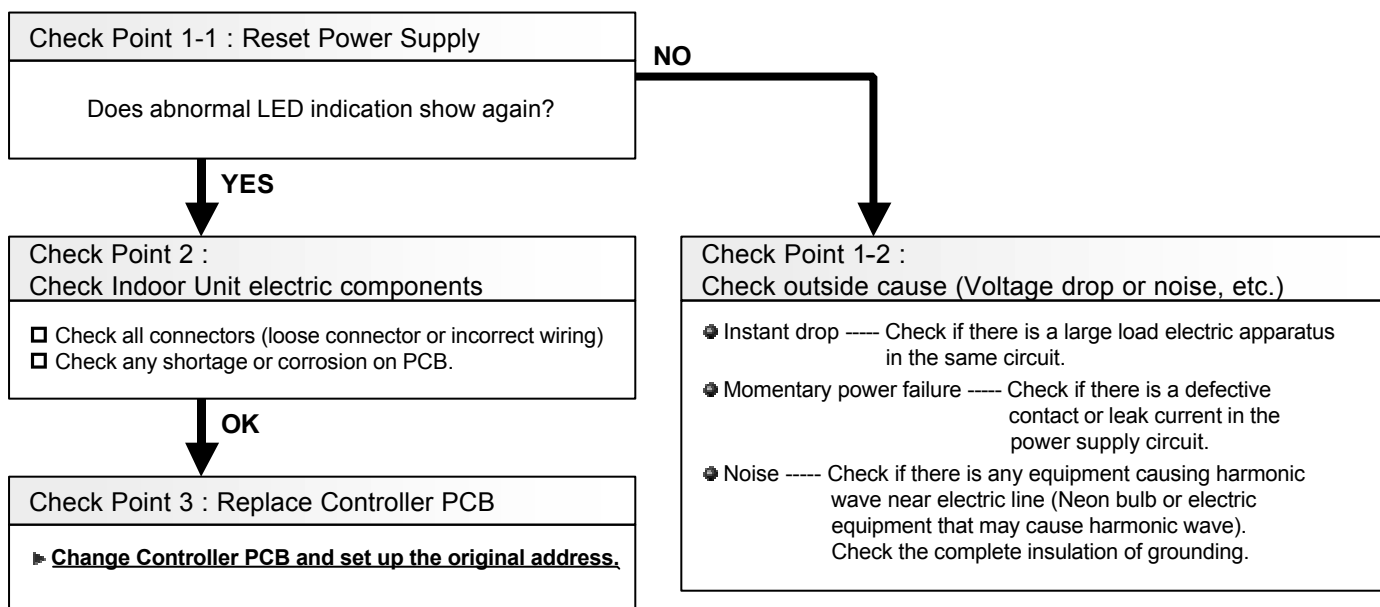 Check Point 1-1 : Reset Power Supply
Does abnormal LED indication show again?
NO
YES
Check Point 2 :
Check Indoor Unit electric components
Check all connectors (loose connector or incorrect wiring)
Check any shortage or corrosion on PCB.
OK
Check Point 3 : Replace Controller PCB
Change Controller PCB and set up the original address.
Check Point 1-2 :
Check outside cause (Voltage drop or noise, etc.)
Instant drop ----- Check if there is a large load electric apparatus
in the same circuit.
Momentary power failure ----- Check if there is a defective
contact or leak current in the
power supply circuit.
Noise ----- Check if there is any equipment causing harmonic
wave near electric line (Neon bulb or electric
equipment that may cause harmonic wave).
Check the complete insulation of grounding.